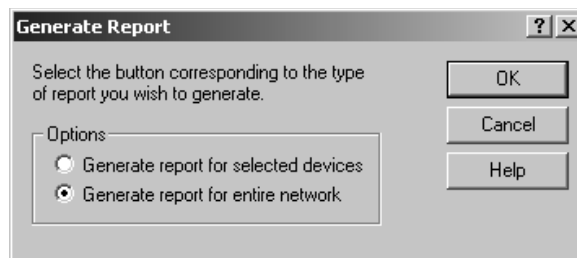 Generate Report
Select the button corresponding to the type
of report you wish to generate.
OK
Cancel
Help
Options
Generate report for selected devices
Generate report for entire network